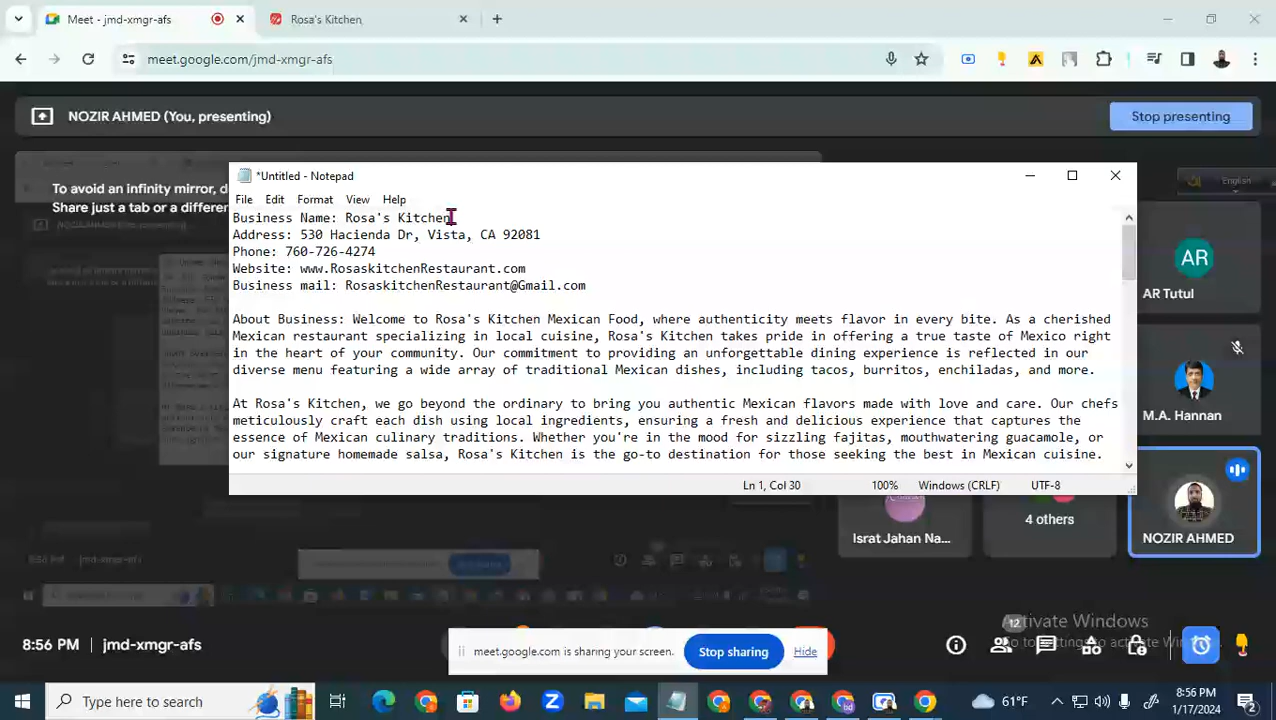 Meet - jmd-xmgr-afs
Rosa's Kitchen
meet.google.com/jmd-xmgr-afs
NOZIR AHMED (You, presenting)
Stop presenting
To avoid an infinity mirror, d
Share just a tab or a differe
*Untitled - Notepad
File Edit Format View Help
Business Name: Rosa's Kitchen
Address: 530 Hacienda Dr, Vista, CA 92081
Phone: 760-726-4274
Website: www.RosaskitchenRestaurant.com
Business mail: RosaskitchenRestaurant@Gmail.com
About Business: Welcome to Rosa's Kitchen Mexican Food, where authenticity meets flavor in every bite. As a cherished
Mexican restaurant specializing in local cuisine, Rosa's Kitchen takes pride in offering a true taste of Mexico right
in the heart of your community. Our commitment to providing an unforgettable dining experience is reflected in our
diverse menu featuring a wide array of traditional Mexican dishes, including tacos, burritos, enchiladas, and more.
At Rosa's Kitchen, we go beyond the ordinary to bring you authentic Mexican flavors made with love and care. Our chefs
meticulously craft each dish using local ingredients, ensuring a fresh and delicious experience that captures the
essence of Mexican culinary traditions. Whether you're in the mood for sizzling fajitas, mouthwatering guacamole, or
our signature homemade salsa, Rosa's Kitchen is the go-to destination for those seeking the best in Mexican cuisine.
Ln 1, Col 30 100% Windows (CRLF) UTF-8
English
AR
AR Tutul
M.A. Hannan
Israt Jahan Na...
4 others
NOZIR AHMED
8:56 PM jmd-xmgr-afs
meet.google.com is sharing your screen.
Stop sharing
Hide
12
Activate Windows
Go to Settings to activate Windows.
Type here to search
61°F
8:56 PM
1/17/2024
2